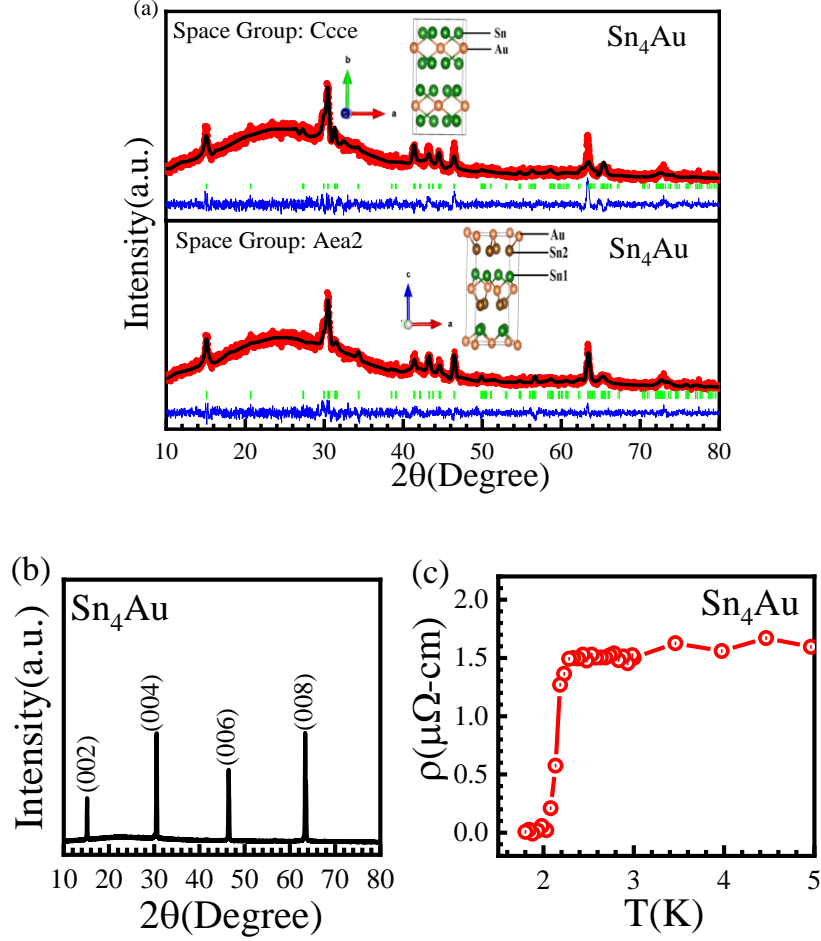 (a)
Space Group: Ccce
Sn₄Au
Sn
Au
b
a
Space Group: Aea2
Sn₄Au
Au
Sn2
Sn1
c
a
Intensity(a.u.)
10 20 30 40 50 60 70 80
2θ(Degree)
(b)
Sn₄Au
(002)
(004)
(006)
(008)
Intensity(a.u.)
10 20 30 40 50 60 70 80
2θ(Degree)
(c)
Sn₄Au
2.0
1.5
1.0
0.5
0.0
ρ(μΩ-cm)
2 3 4 5
T(K)